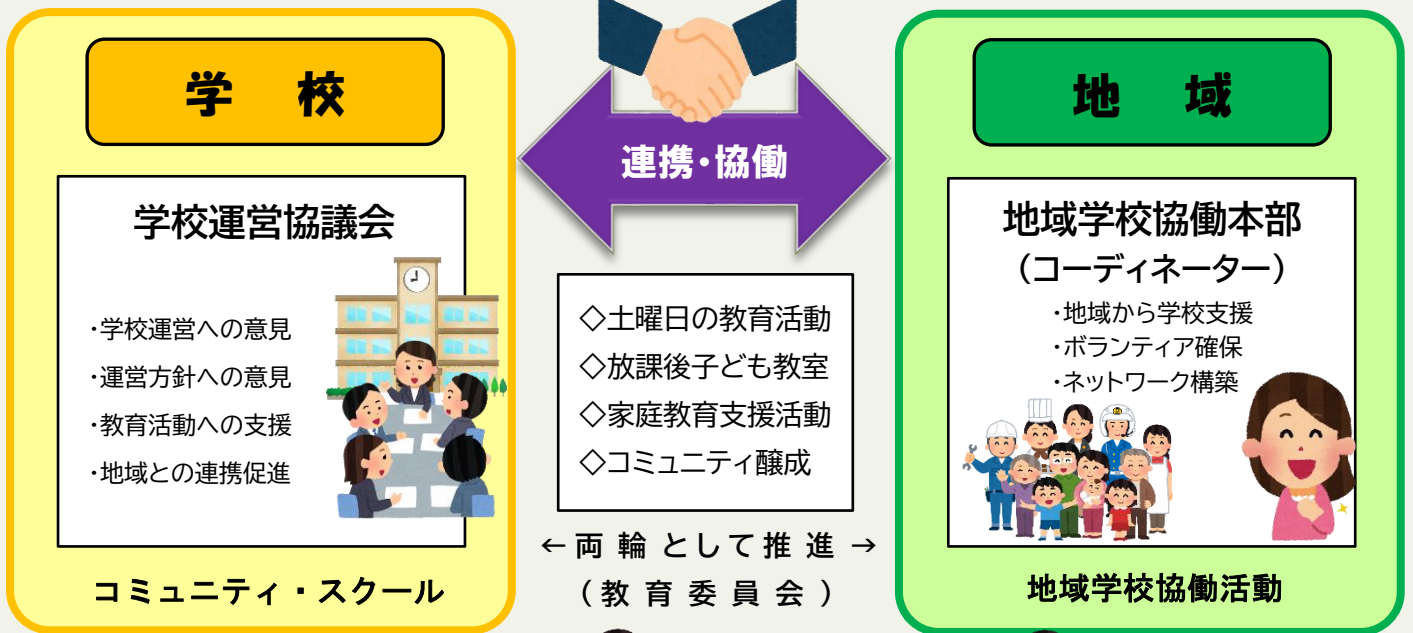 学　校
学校運営協議会
・学校運営への意見
・運営方針への意見
・教育活動への支援
・地域との連携促進
コミュニティ・スクール
連携・協働
◇土曜日の教育活動
◇放課後子ども教室
◇家庭教育支援活動
◇コミュニティ醸成
←両輪として推進→
（教育委員会）
地　域
地域学校協働本部
（コーディネーター）
・地域から学校支援
・ボランティア確保
・ネットワーク構築
地域学校協働活動